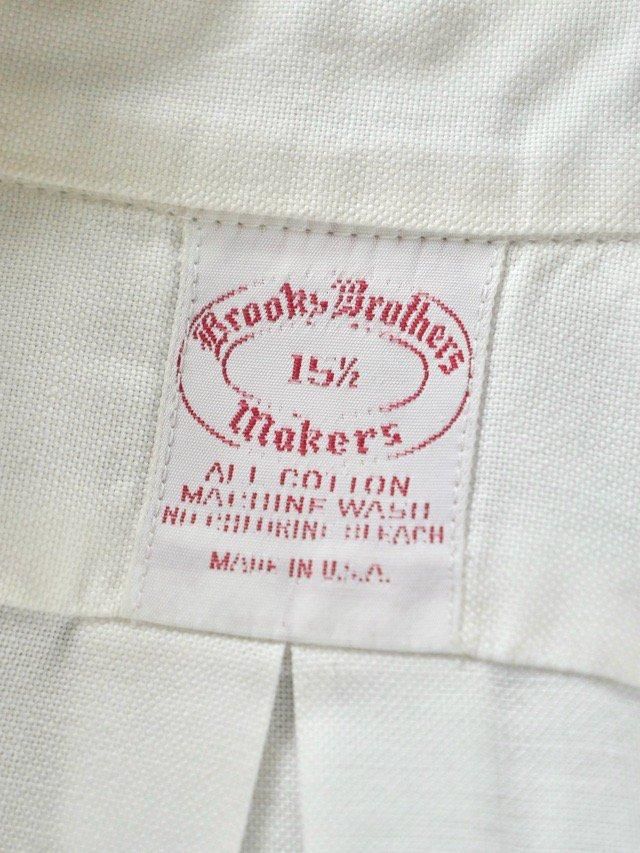 Brooks Brothers
15½
Makers
ALL COTTON
MACHINE WASH
NO CHLORINE BLEACH
MADE IN U.S.A.